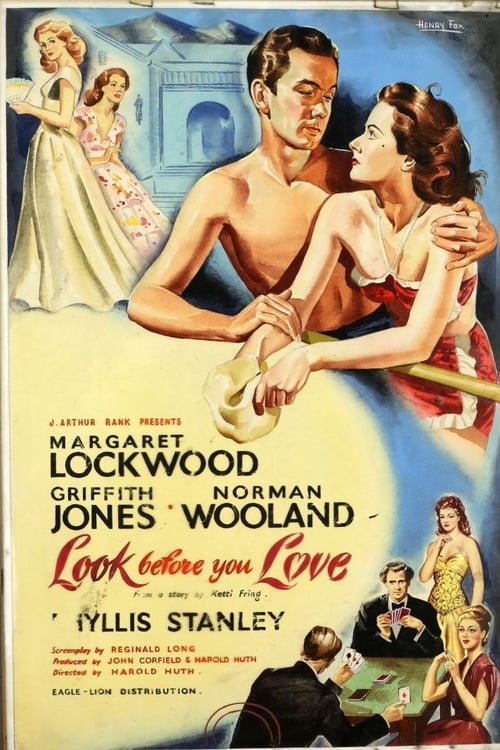 HENRY FOX
J. ARTHUR RANK PRESENTS
MARGARET
LOCKWOOD
GRIFFITH NORMAN
JONES · WOOLAND
Look before you Love
From a story by Ketti Fring.
HYLLIS STANLEY
Screenplay by REGINALD LONG
Produced by JOHN CORFIELD & HAROLD HUTH
Directed by HAROLD HUTH.
EAGLE-LION DISTRIBUTION.